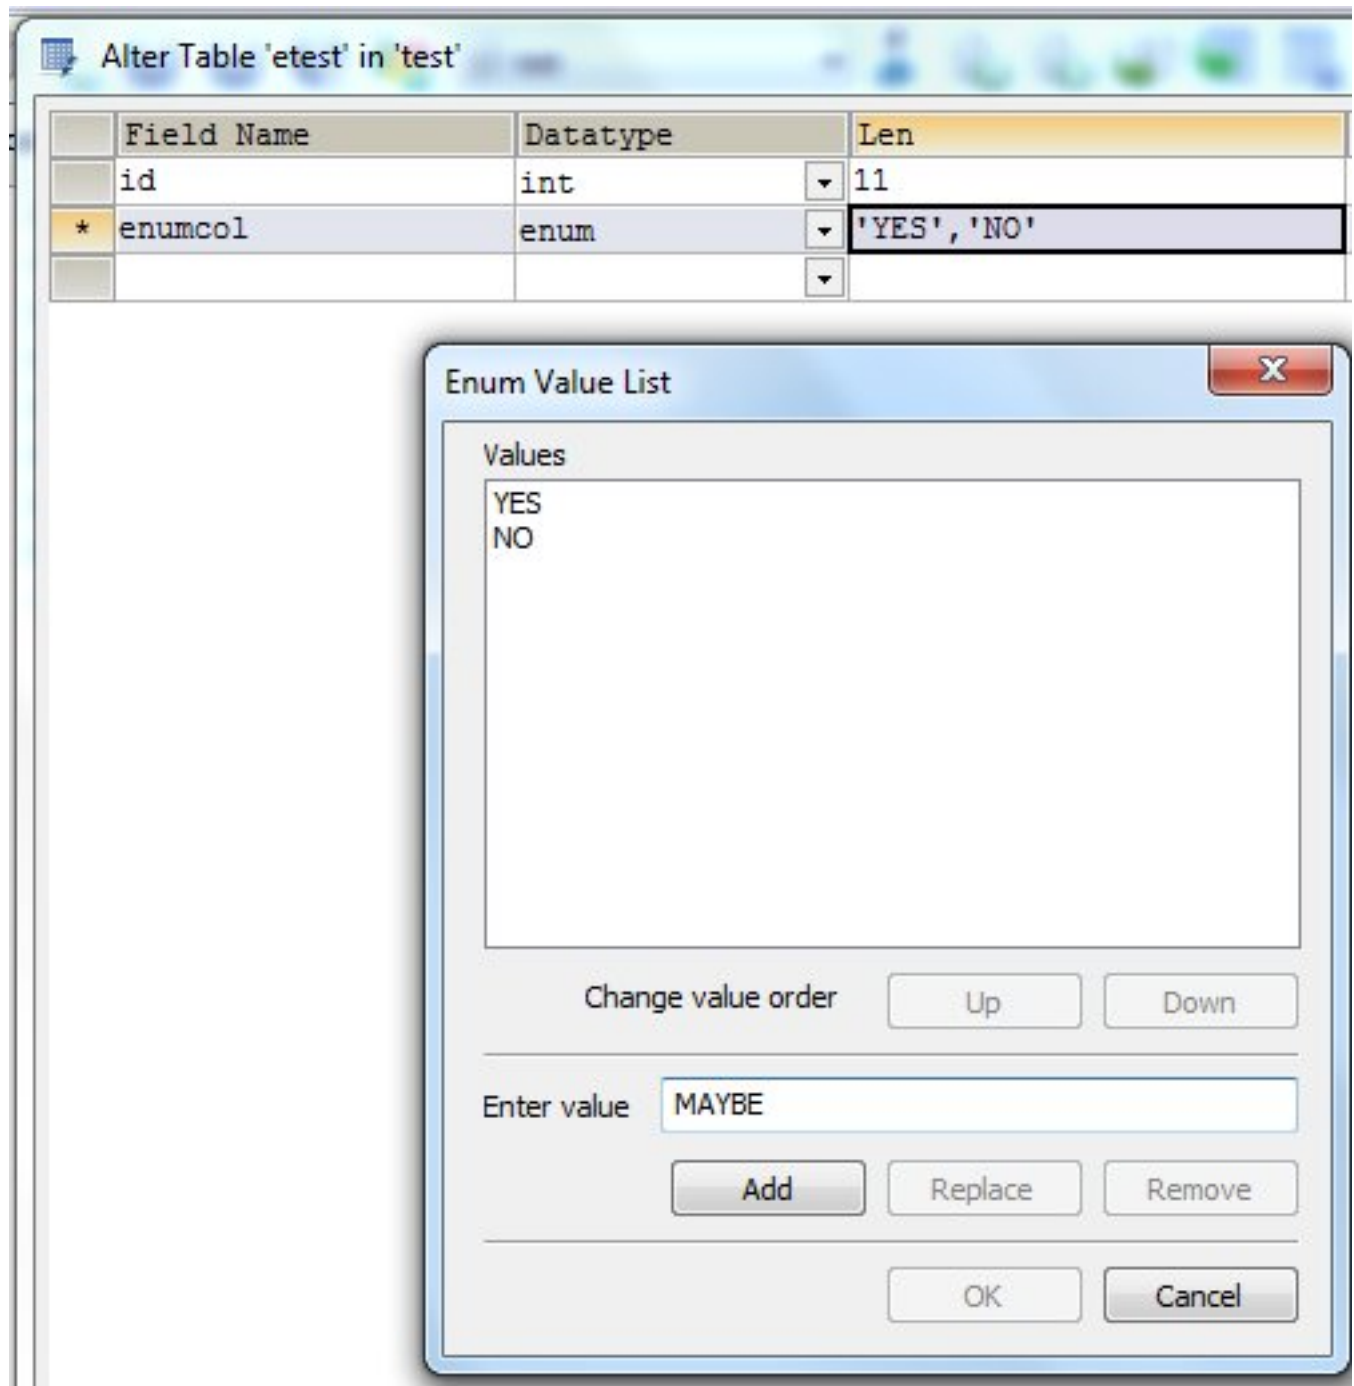 Alter Table 'etest' in 'test'
Field Name Datatype Len
id int 11
* enumcol enum 'YES','NO'
Enum Value List
Values
YES
NO
Change value order Up Down
Enter value MAYBE
Add Replace Remove
OK Cancel